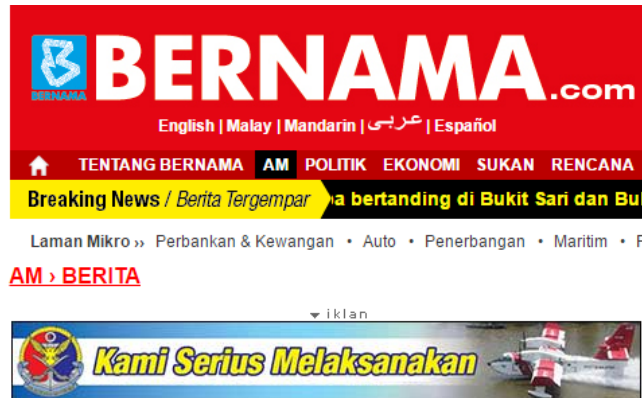 BERNAMA
BERNAMA.com
English | Malay | Mandarin | عربى | Español
TENTANG BERNAMA AM POLITIK EKONOMI SUKAN RENCANA
Breaking News / Berita Tergempar bertanding di Bukit Sari dan
Laman Mikro ›› Perbankan & Kewangan • Auto • Penerbangan • Maritim •
AM › BERITA
iklan
Kami Serius Melaksanakan